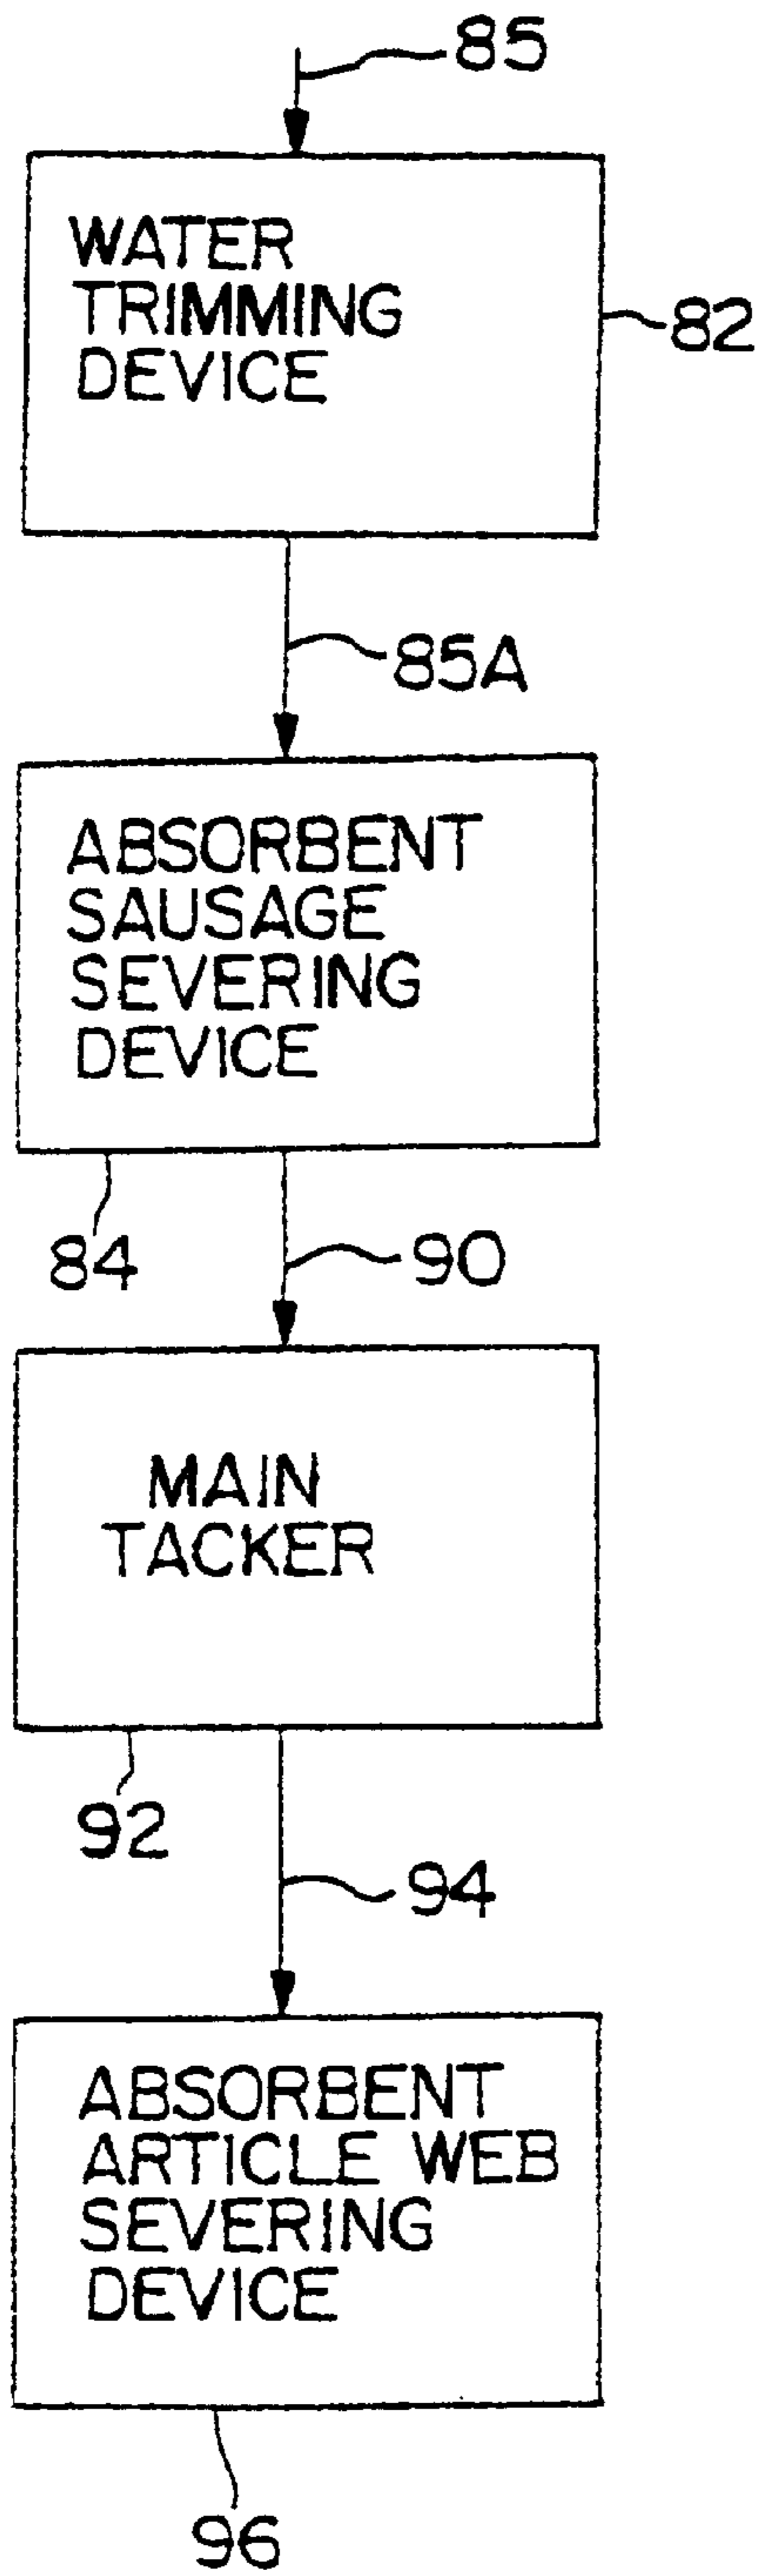 85
WATER
TRIMMING
DEVICE
82
85A
ABSORBENT
SAUSAGE
SEVERING
DEVICE
84
90
MAIN
TACKER
92
94
ABSORBENT
ARTICLE WEB
SEVERING
DEVICE
96